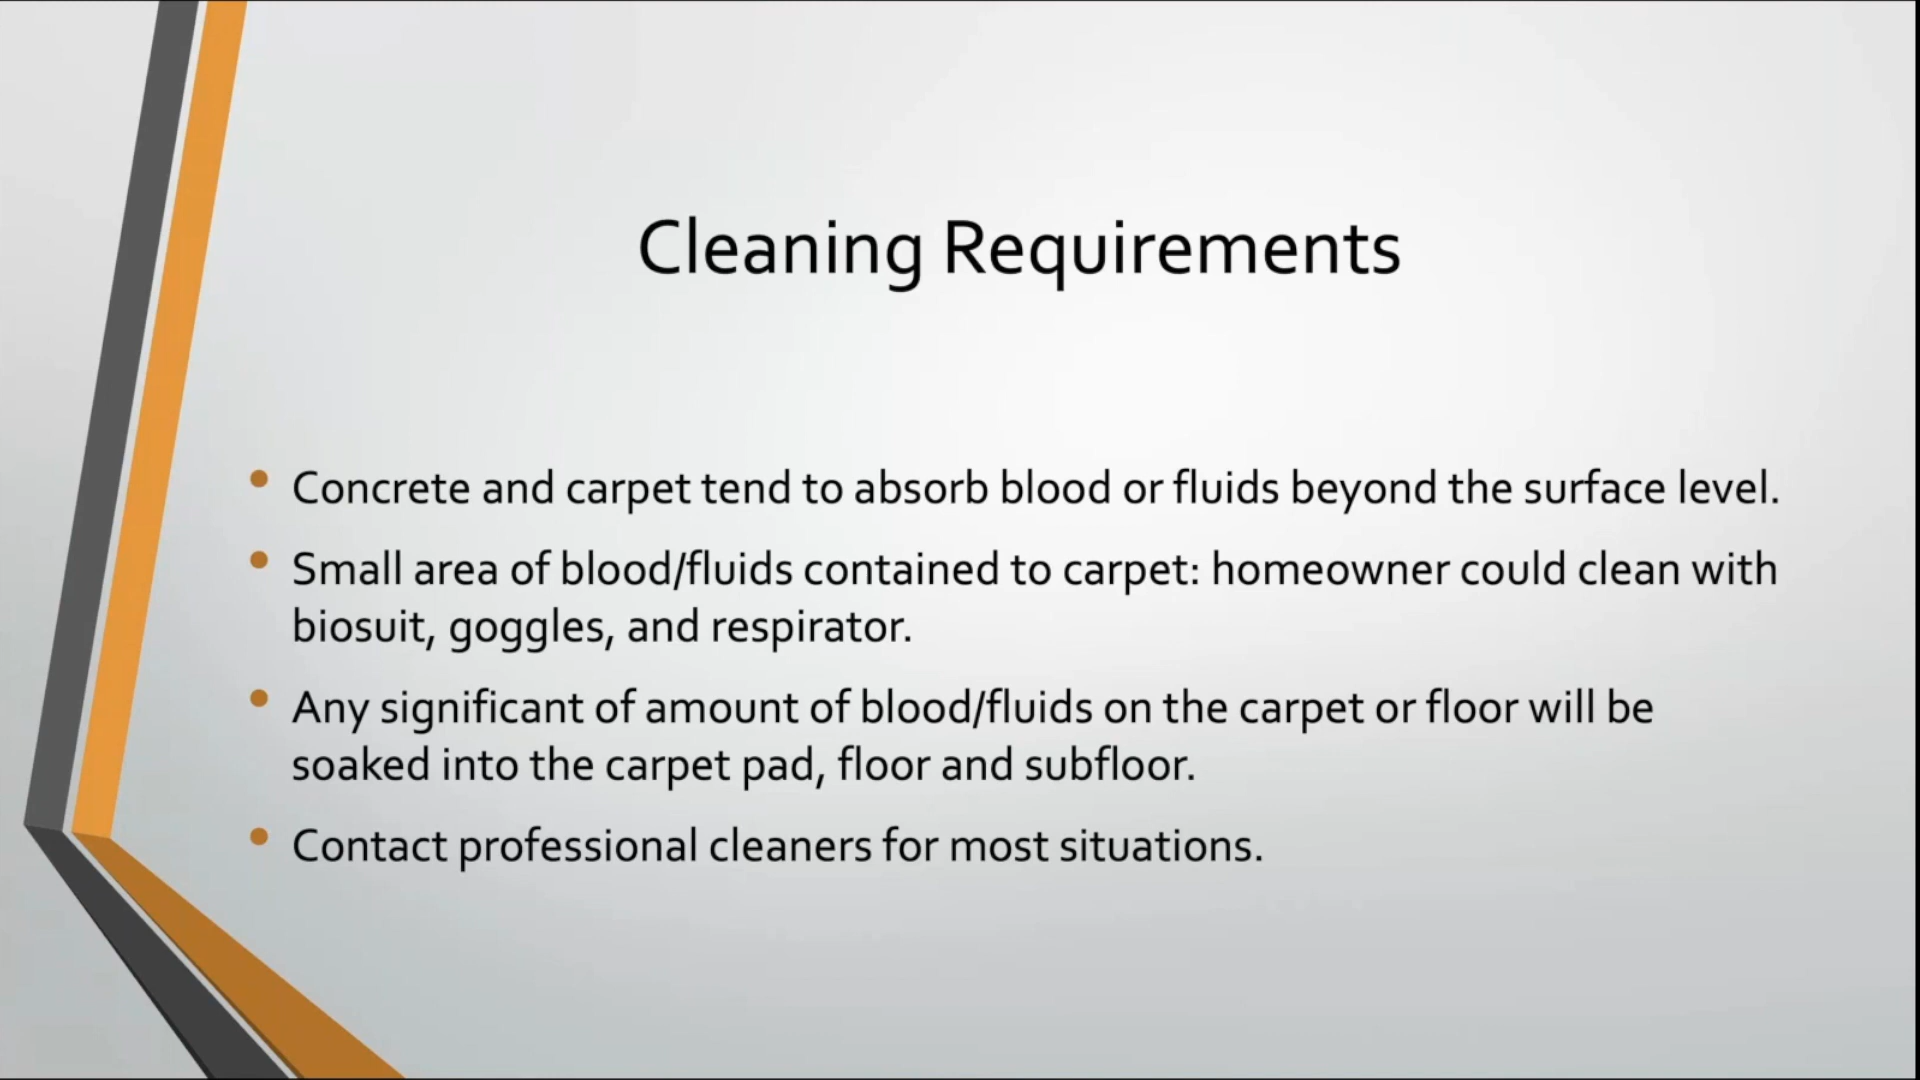 Cleaning Requirements
• Concrete and carpet tend to absorb blood or fluids beyond the surface level.
• Small area of blood/fluids contained to carpet: homeowner could clean with
biosuit, goggles, and respirator.
• Any significant of amount of blood/fluids on the carpet or floor will be
soaked into the carpet pad, floor and subfloor.
• Contact professional cleaners for most situations.